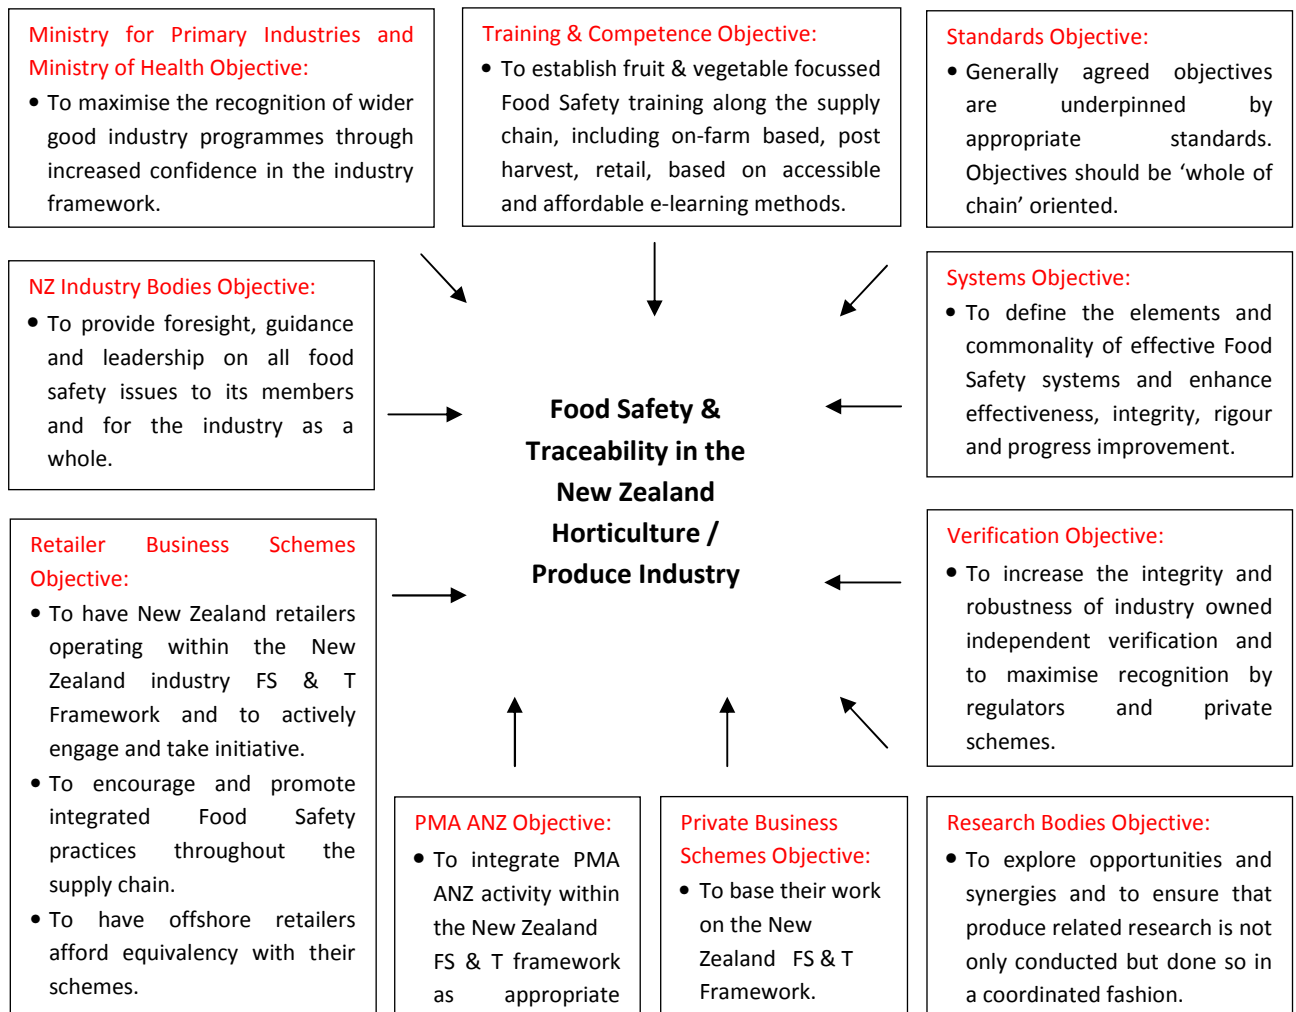 Ministry for Primary Industries and
Ministry of Health Objective:
• To maximise the recognition of wider
good industry programmes through
increased confidence in the industry
framework.
Training & Competence Objective:
• To establish fruit & vegetable focussed
Food Safety training along the supply
chain, including on-farm based, post
harvest, retail, based on accessible
and affordable e-learning methods.
Standards Objective:
• Generally agreed objectives
are underpinned by
appropriate standards.
Objectives should be ‘whole of
chain’ oriented.
NZ Industry Bodies Objective:
• To provide foresight, guidance
and leadership on all food
safety issues to its members
and for the industry as a
whole.
Food Safety &
Traceability in the
New Zealand
Horticulture /
Produce Industry
Systems Objective:
• To define the elements and
commonality of effective Food
Safety systems and enhance
effectiveness, integrity, rigour
and progress improvement.
Retailer Business Schemes
Objective:
• To have New Zealand retailers
operating within the New
Zealand industry FS & T
Framework and to actively
engage and take initiative.
• To encourage and promote
integrated Food Safety
practices throughout the
supply chain.
• To have offshore retailers
afford equivalency with their
schemes.
Verification Objective:
• To increase the integrity and
robustness of industry owned
independent verification and
to maximise recognition by
regulators and private
schemes.
PMA ANZ Objective:
• To integrate PMA
ANZ activity within
the New Zealand
FS & T framework
as appropriate
Private Business
Schemes Objective:
• To base their work
on the New
Zealand FS & T
Framework.
Research Bodies Objective:
• To explore opportunities and
synergies and to ensure that
produce related research is not
only conducted but done so in
a coordinated fashion.